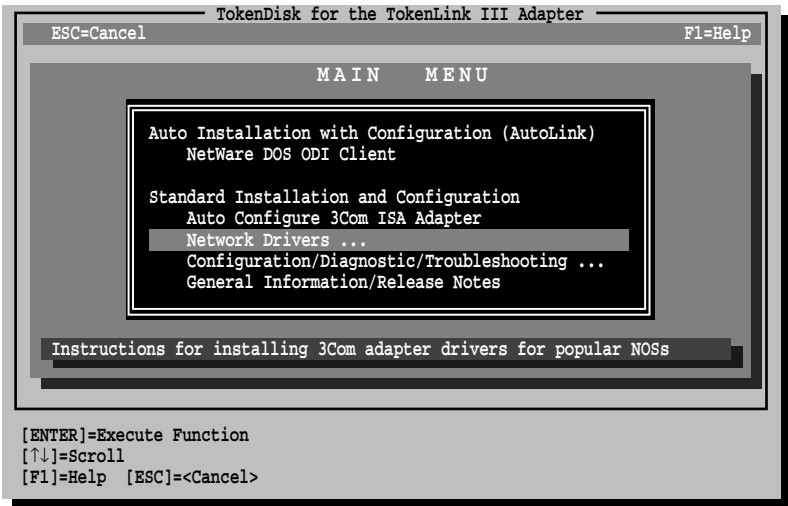 TokenDisk for the TokenLink III Adapter
ESC=Cancel F1=Help
MAIN MENU
Auto Installation with Configuration (AutoLink)
NetWare DOS ODI Client
Standard Installation and Configuration
Auto Configure 3Com ISA Adapter
Network Drivers ...
Configuration/Diagnostic/Troubleshooting ...
General Information/Release Notes
Instructions for installing 3Com adapter drivers for popular NOSs
[ENTER]=Execute Function
[↑↓]=Scroll
[F1]=Help [ESC]=<Cancel>